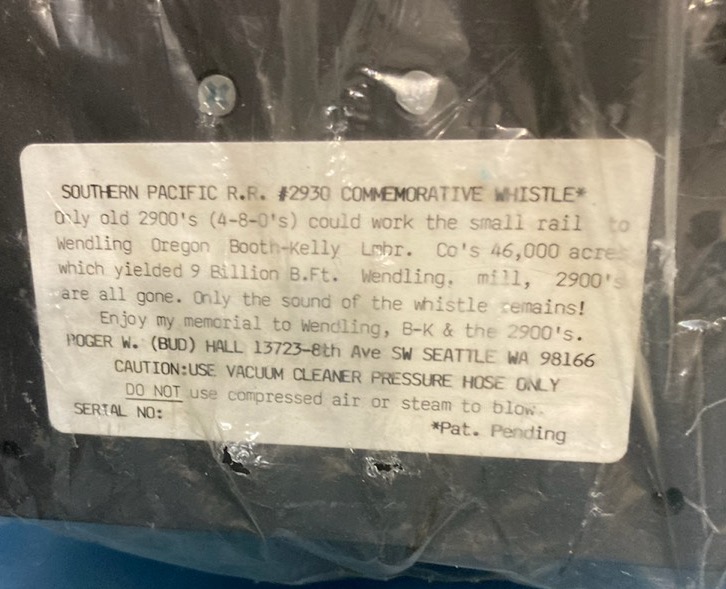 SOUTHERN PACIFIC R.R. #2930 COMMEMORATIVE WHISTLE*
Only old 2900's (4-8-0's) could work the small rail to
Wendling Oregon Booth-Kelly Lmbr. Co's 46,000 acres
which yielded 9 Billion B.Ft. Wendling, mill, 2900's
are all gone. Only the sound of the whistle remains!
Enjoy my memorial to Wendling, B-K & the 2900's.
ROGER W. (BUD) HALL 13723-8th Ave SW SEATTLE WA 98166
CAUTION:USE VACUUM CLEANER PRESSURE HOSE ONLY
DO NOT use compressed air or steam to blow.
SERIAL NO:
*Pat. Pending